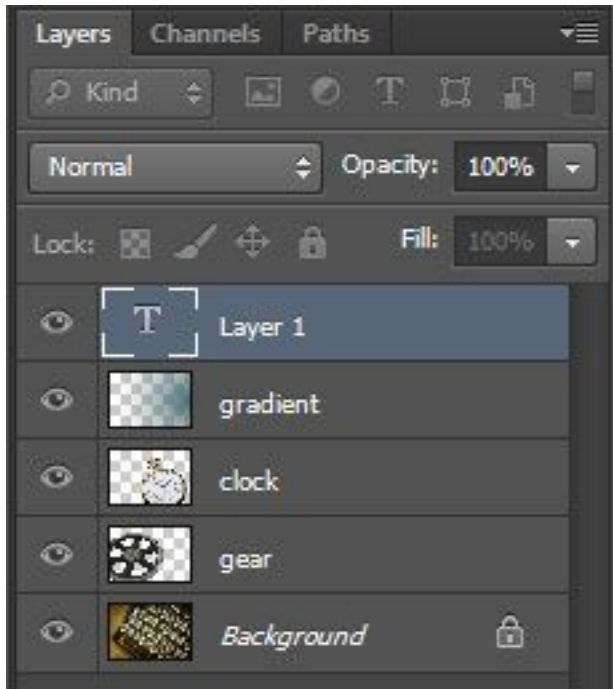 Layers Channels Paths
Kind T
Normal Opacity: 100%
Lock: Fill: 100%
T Layer 1
gradient
clock
gear
Background